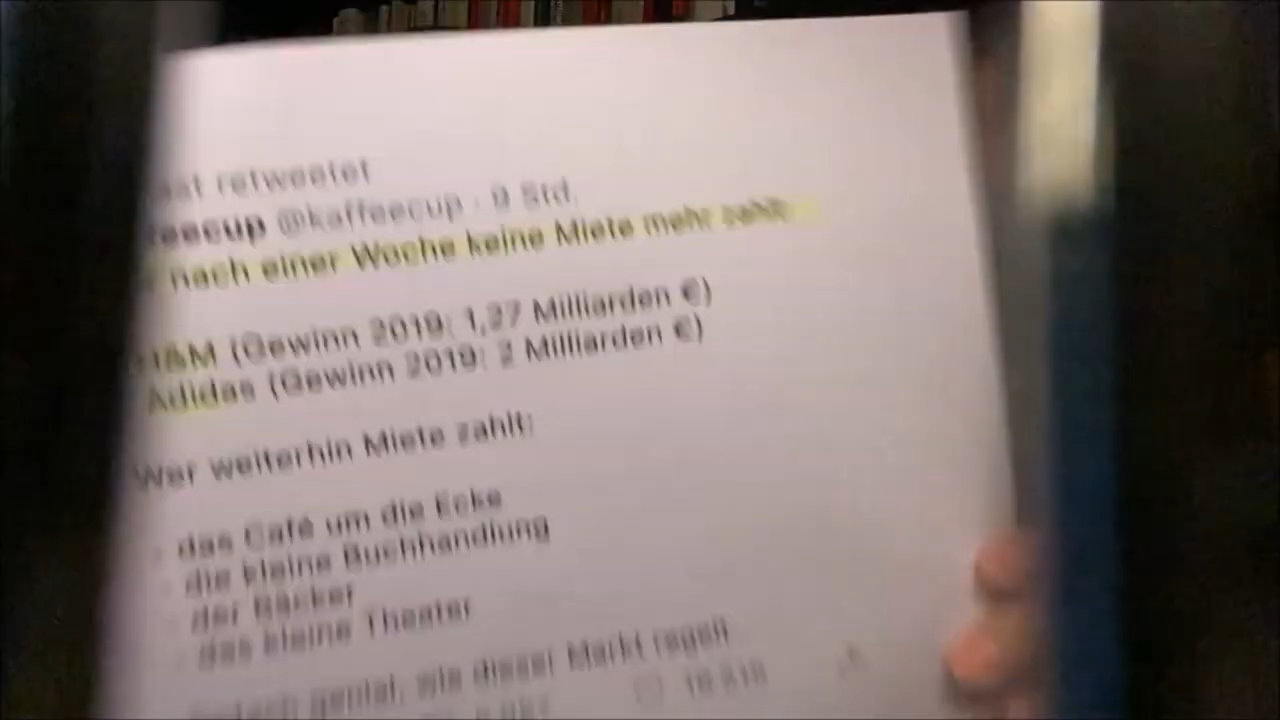 retweetet
eecup @kaffeecup · 9 Std.
nach einer Woche keine Miete mehr zahlt:
H&M (Gewinn 2019: 1,27 Milliarden €)
Adidas (Gewinn 2019: 2 Milliarden €)
Wer weiterhin Miete zahlt:
- das Café um die Ecke
- die kleine Buchhandlung
- der Bäcker
- das kleine Theater
genial, wie dieser Markt regelt